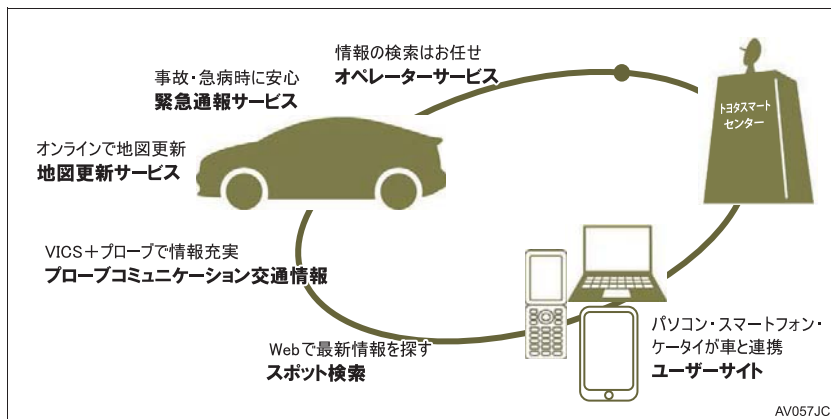 情報の検索はお任せ
オペレーターサービス
事故・急病時に安心
緊急通報サービス
トヨタスマート
センター
オンラインで地図更新
地図更新サービス
VICS＋プローブで情報充実
プローブコミュニケーション交通情報
パソコン・スマートフォン・
ケータイが車と連携
ユーザーサイト
Webで最新情報を探す
スポット検索
AV057JC